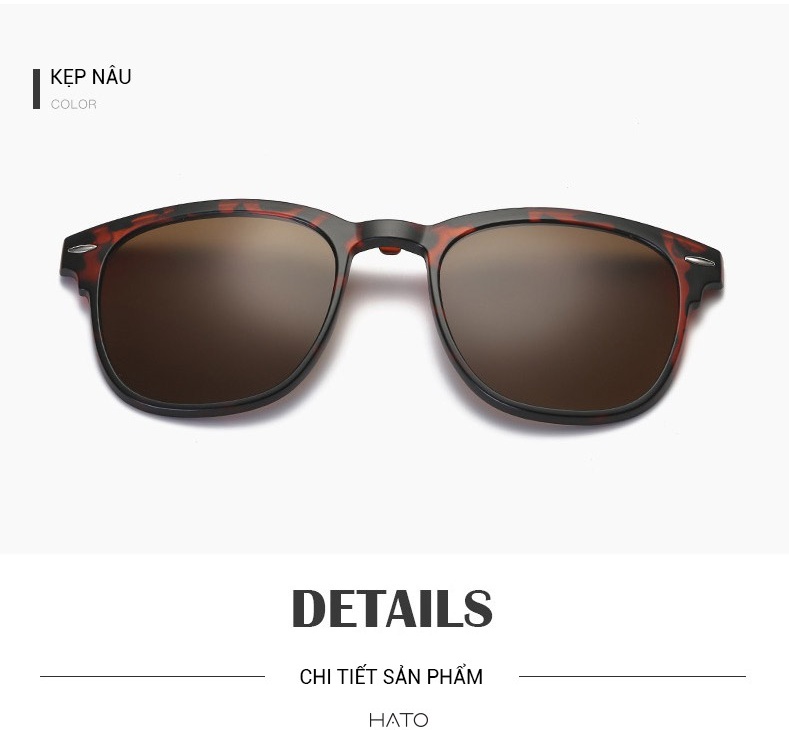 KẸP NÂU
COLOR
DETAILS
CHI TIẾT SẢN PHẨM
HATO